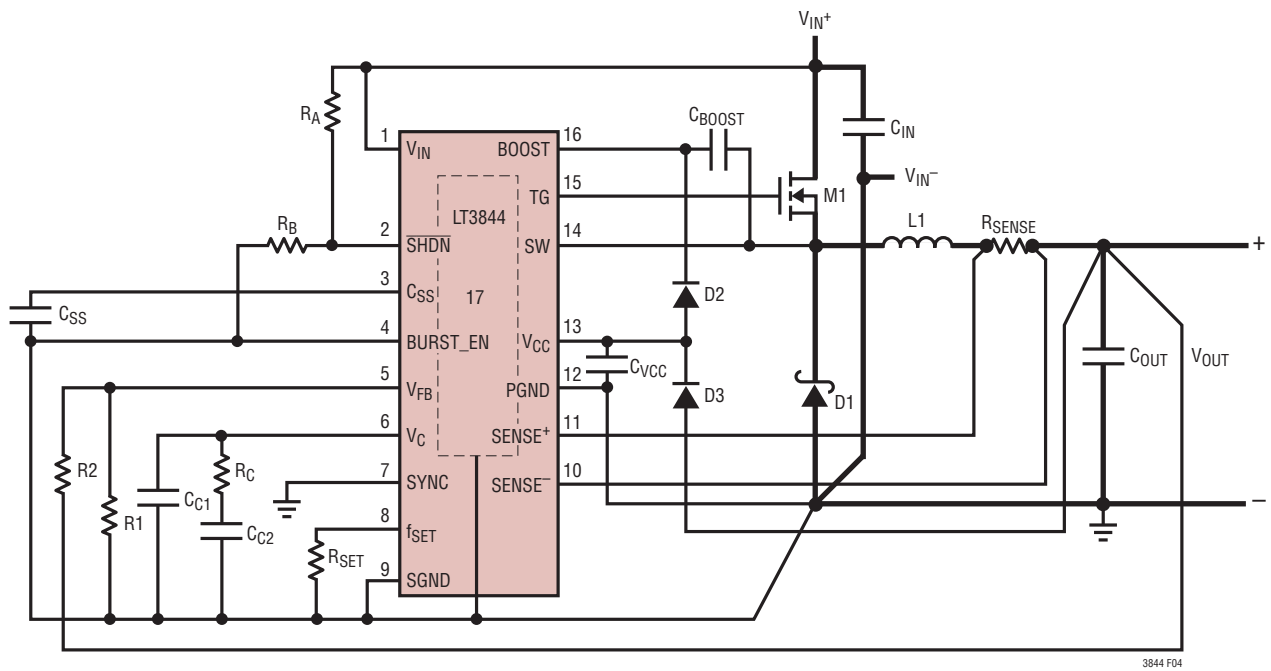 VIN+
RA
CBOOST
CIN
1
16
VIN
BOOST
VIN–
15
TG
M1
LT3844
RB
2
14
L1
RSENSE
SHDN
SW
+
3
CSS
17
D2
CSS
4
13
BURST_EN
VCC
COUT
VOUT
CVCC
5
12
VFB
PGND
D3
D1
6
11
VC
SENSE+
R2
RC
7
10
CC1
SYNC
SENSE–
R1
–
8
CC2
fSET
RSET
9
SGND
3844 F04